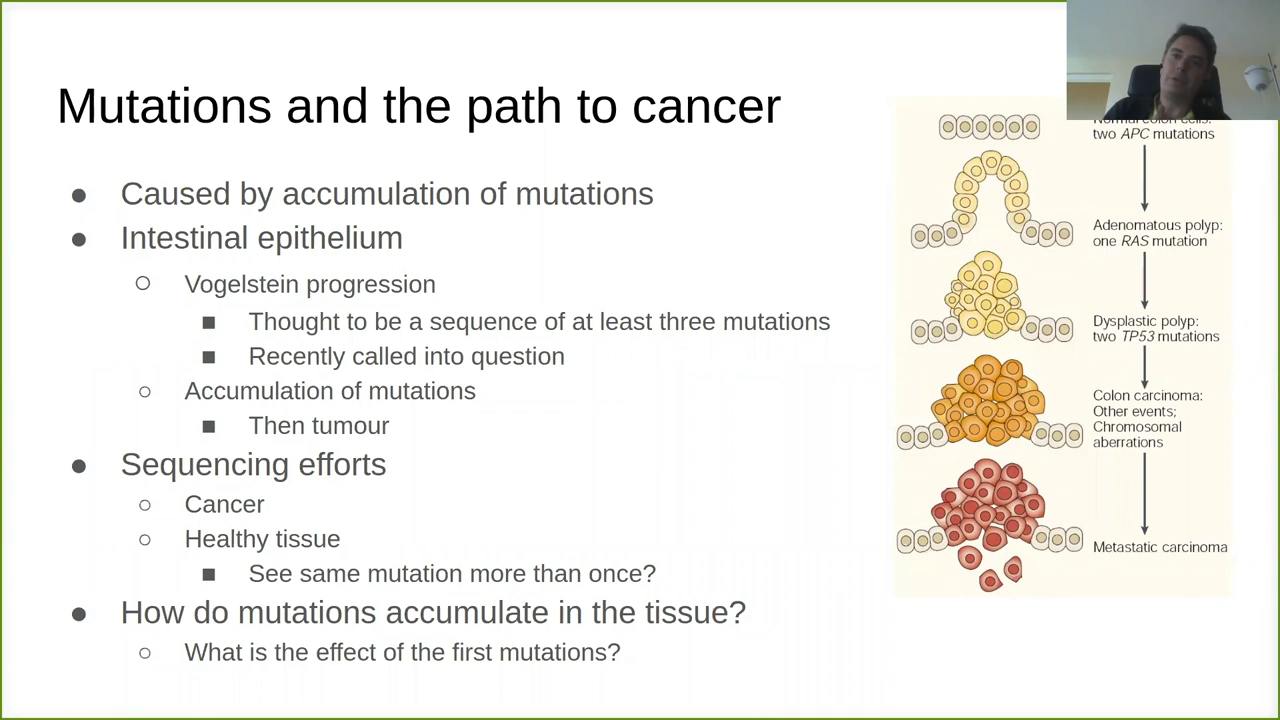 Mutations and the path to cancer
● Caused by accumulation of mutations
● Intestinal epithelium
○ Vogelstein progression
■ Thought to be a sequence of at least three mutations
■ Recently called into question
○ Accumulation of mutations
■ Then tumour
● Sequencing efforts
○ Cancer
○ Healthy tissue
■ See same mutation more than once?
● How do mutations accumulate in the tissue?
○ What is the effect of the first mutations?
Normal colon cells:
two APC mutations
Adenomatous polyp:
one RAS mutation
Dysplastic polyp:
two TP53 mutations
Colon carcinoma:
Other events;
Chromosomal
aberrations
Metastatic carcinoma